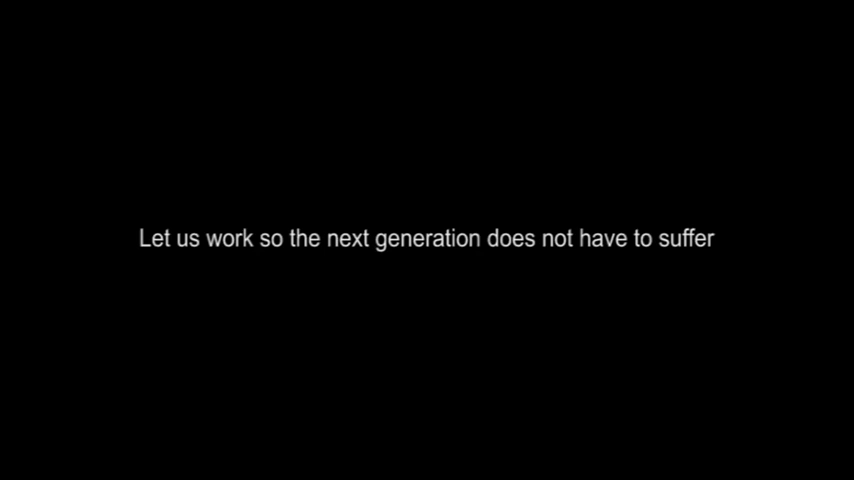 Let us work so the next generation does not have to suffer